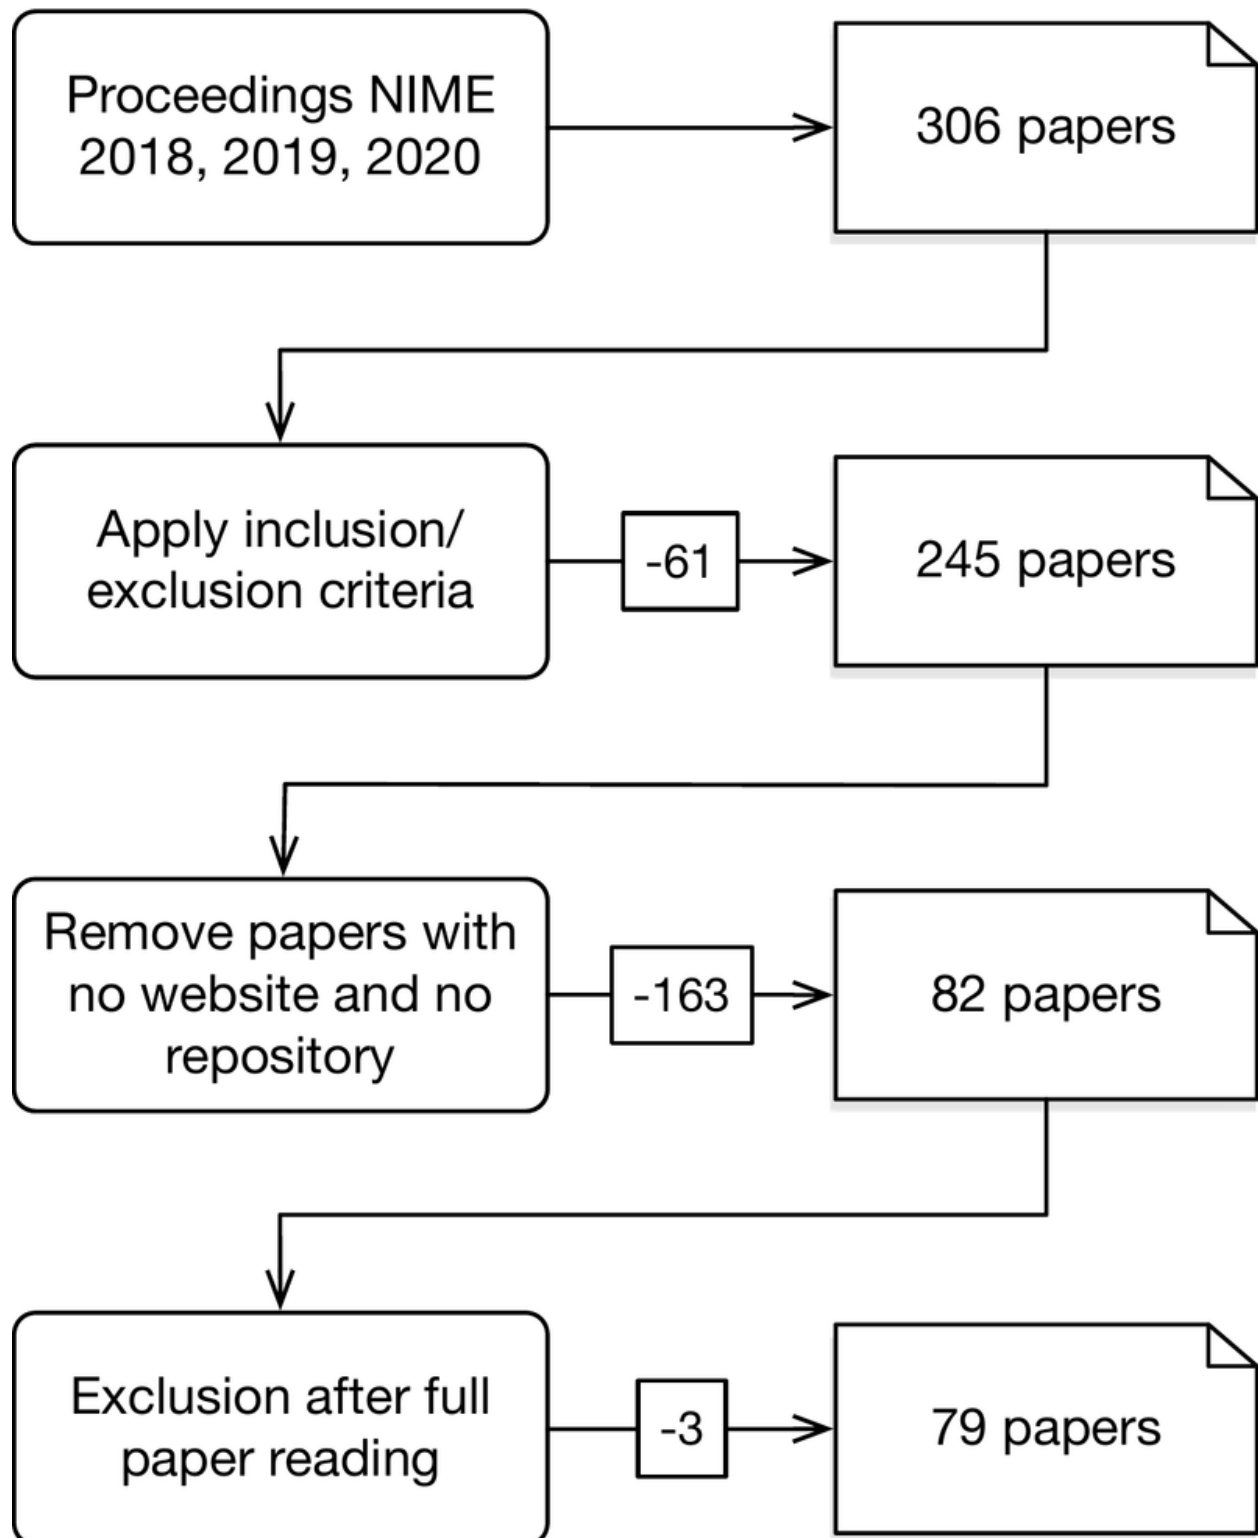 Proceedings NIME
2018, 2019, 2020
306 papers
Apply inclusion/
exclusion criteria
-61
245 papers
Remove papers with
no website and no
repository
-163
82 papers
Exclusion after full
paper reading
-3
79 papers